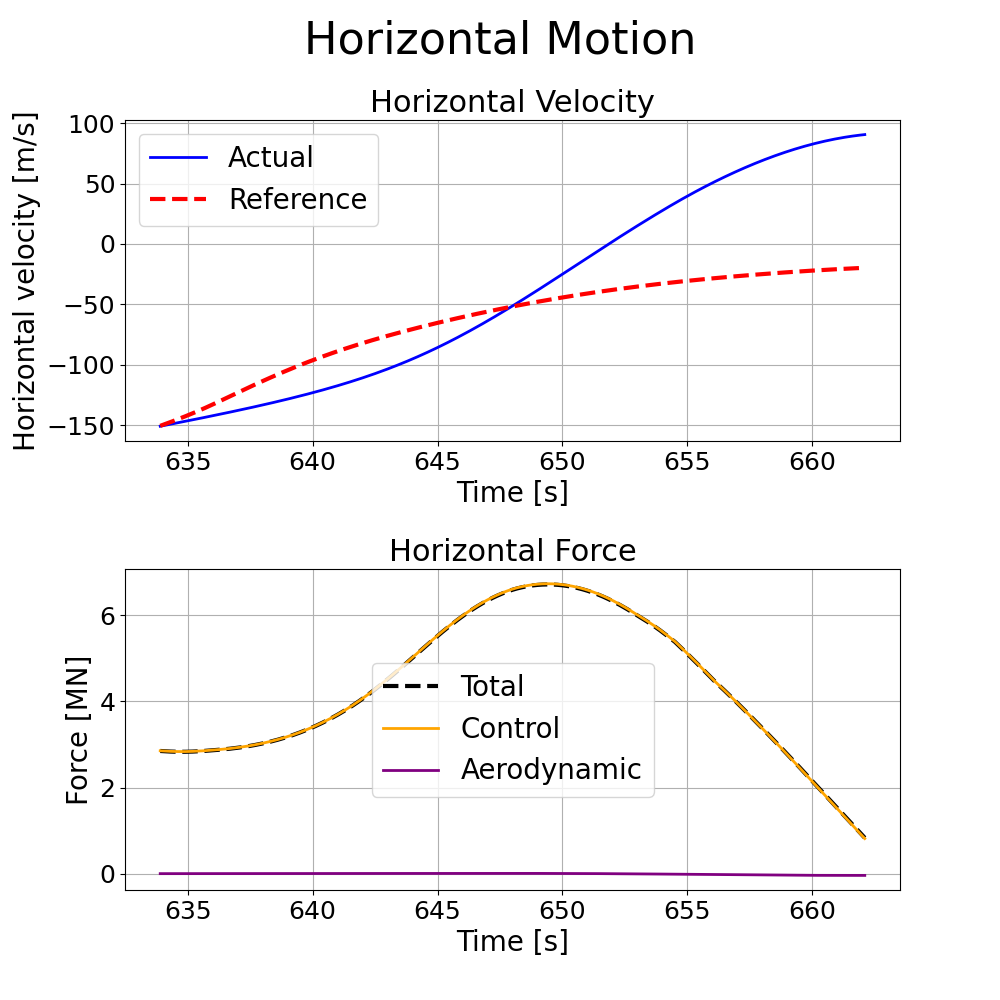 Horizontal Motion
Horizontal Velocity
Horizontal velocity [m/s]
100
50
0
−50
−100
−150
Actual
Reference
635 640 645 650 655 660
Time [s]
Horizontal Force
Force [MN]
6
4
2
0
Total
Control
Aerodynamic
635 640 645 650 655 660
Time [s]